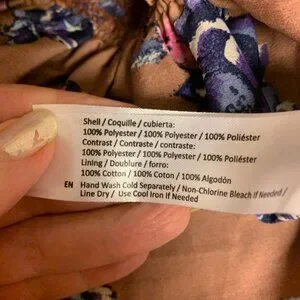 Shell / Coquille / cubierta:
100% Polyester / 100% Polyester / 100% Poliéster
Contrast / Contraste / contraste:
100% Polyester / 100% Polyester / 100% Poliéster
Lining / Doublure / forro:
100% Cotton / 100% Coton / 100% Algodón
EN Hand Wash Cold Separately / Non-Chlorine Bleach if Needed /
Line Dry / Use Cool Iron if Needed